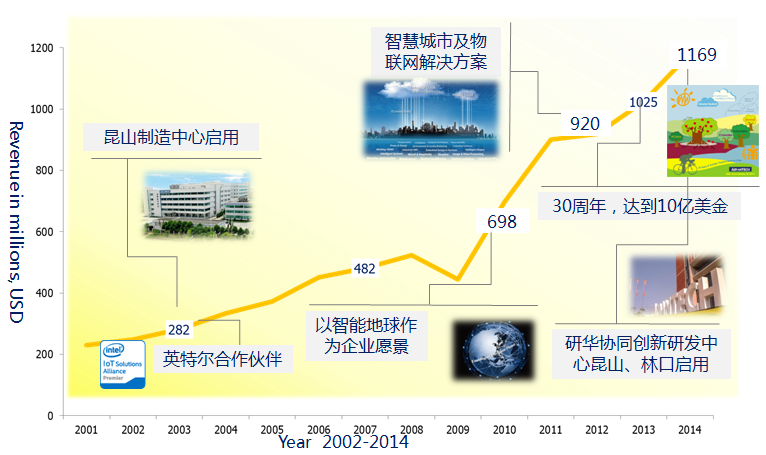 1200
1000
800
600
400
200
0
Revenue in millions, USD
昆山制造中心启用
智慧城市及物
联网解决方案
1169
1025
920
30周年，达到10亿美金
698
482
282
intel
IoT Solutions
Alliance
Premier
英特尔合作伙伴
以智能地球作
为企业愿景
研华协同创新研发中
心昆山、林口启用
2001 2002 2003 2004 2005 2006 2007 2008 2009 2010 2011 2012 2013 2014
Year 2002-2014